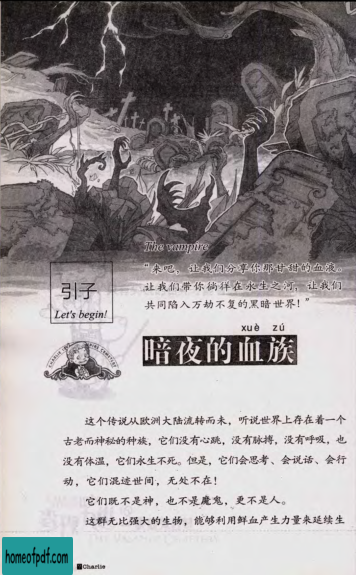 The vampire
“来吧，让我们分享你那甘甜的血液。
让我们带你徜徉在永生之河，让我们
共同陷入万劫不复的黑暗世界！”
引子
Let's begin!
xuè zú
暗夜的血族
这个传说从欧洲大陆流转而来，听说世界上存在着一个
古老而神秘的种族，它们没有心跳，没有脉搏，没有呼吸，也
没有体温，它们永生不死。但是，它们会思考、会说话、会行
动，它们混迹世间，无处不在！
它们既不是神，也不是魔鬼，更不是人。
这群无比强大的生物，能够利用鲜血产生力量来延续生
homeofpdf.com
Charlie